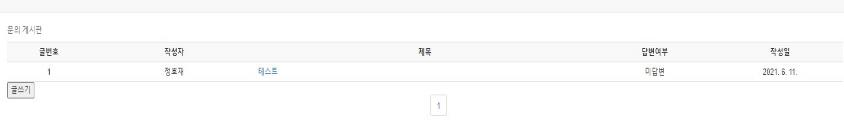 문의 게시판
글번호 작성자 제목 답변여부 작성일
1 정호재 테스트 미답변 2021. 6. 11.
글쓰기
1